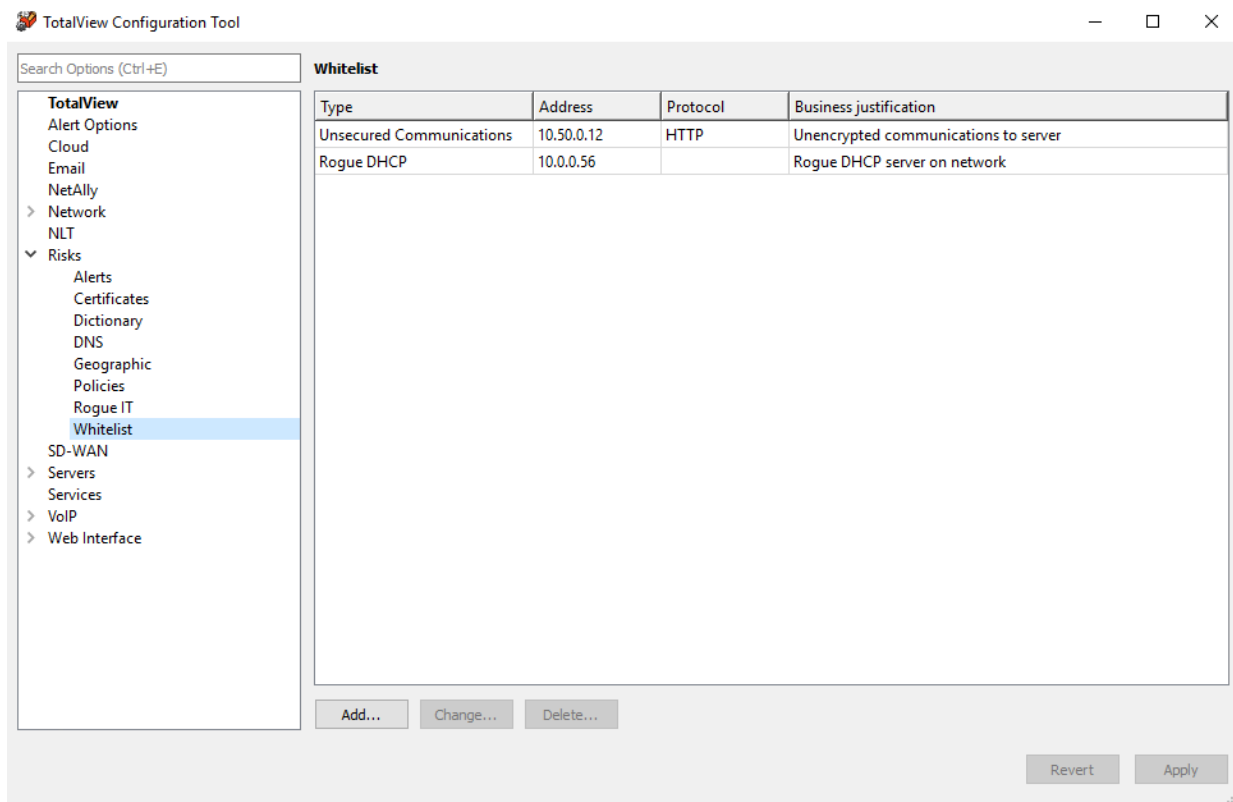 TotalView Configuration Tool
Search Options (Ctrl+E)
TotalView
Alert Options
Cloud
Email
NetAlly
Network
NLT
Risks
Alerts
Certificates
Dictionary
DNS
Geographic
Policies
Rogue IT
Whitelist
SD-WAN
Servers
Services
VoIP
Web Interface
Whitelist
Type Address Protocol Business justification
Unsecured Communications 10.50.0.12 HTTP Unencrypted communications to server
Rogue DHCP 10.0.0.56 Rogue DHCP server on network
Add... Change... Delete...
Revert Apply